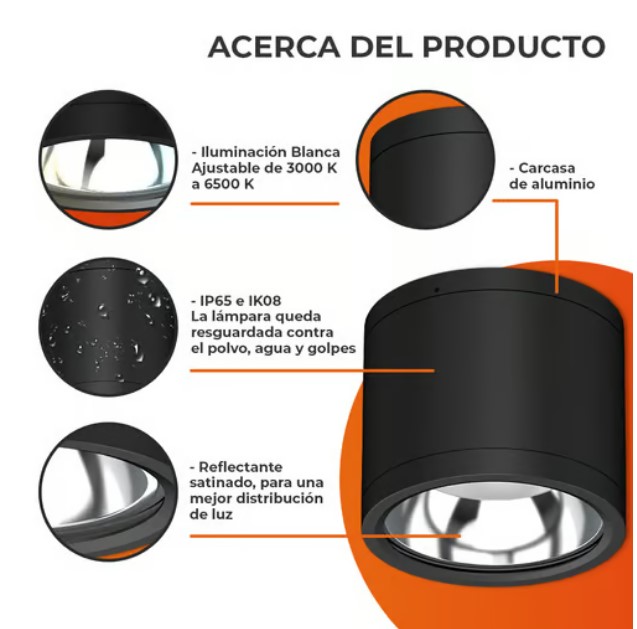 ACERCA DEL PRODUCTO
- Iluminación Blanca
Ajustable de 3000 K
a 6500 K
- Carcasa
de aluminio
- IP65 e IK08
La lámpara queda
resguardada contra
el polvo, agua y golpes
- Reflectante
satinado, para una
mejor distribución
de luz